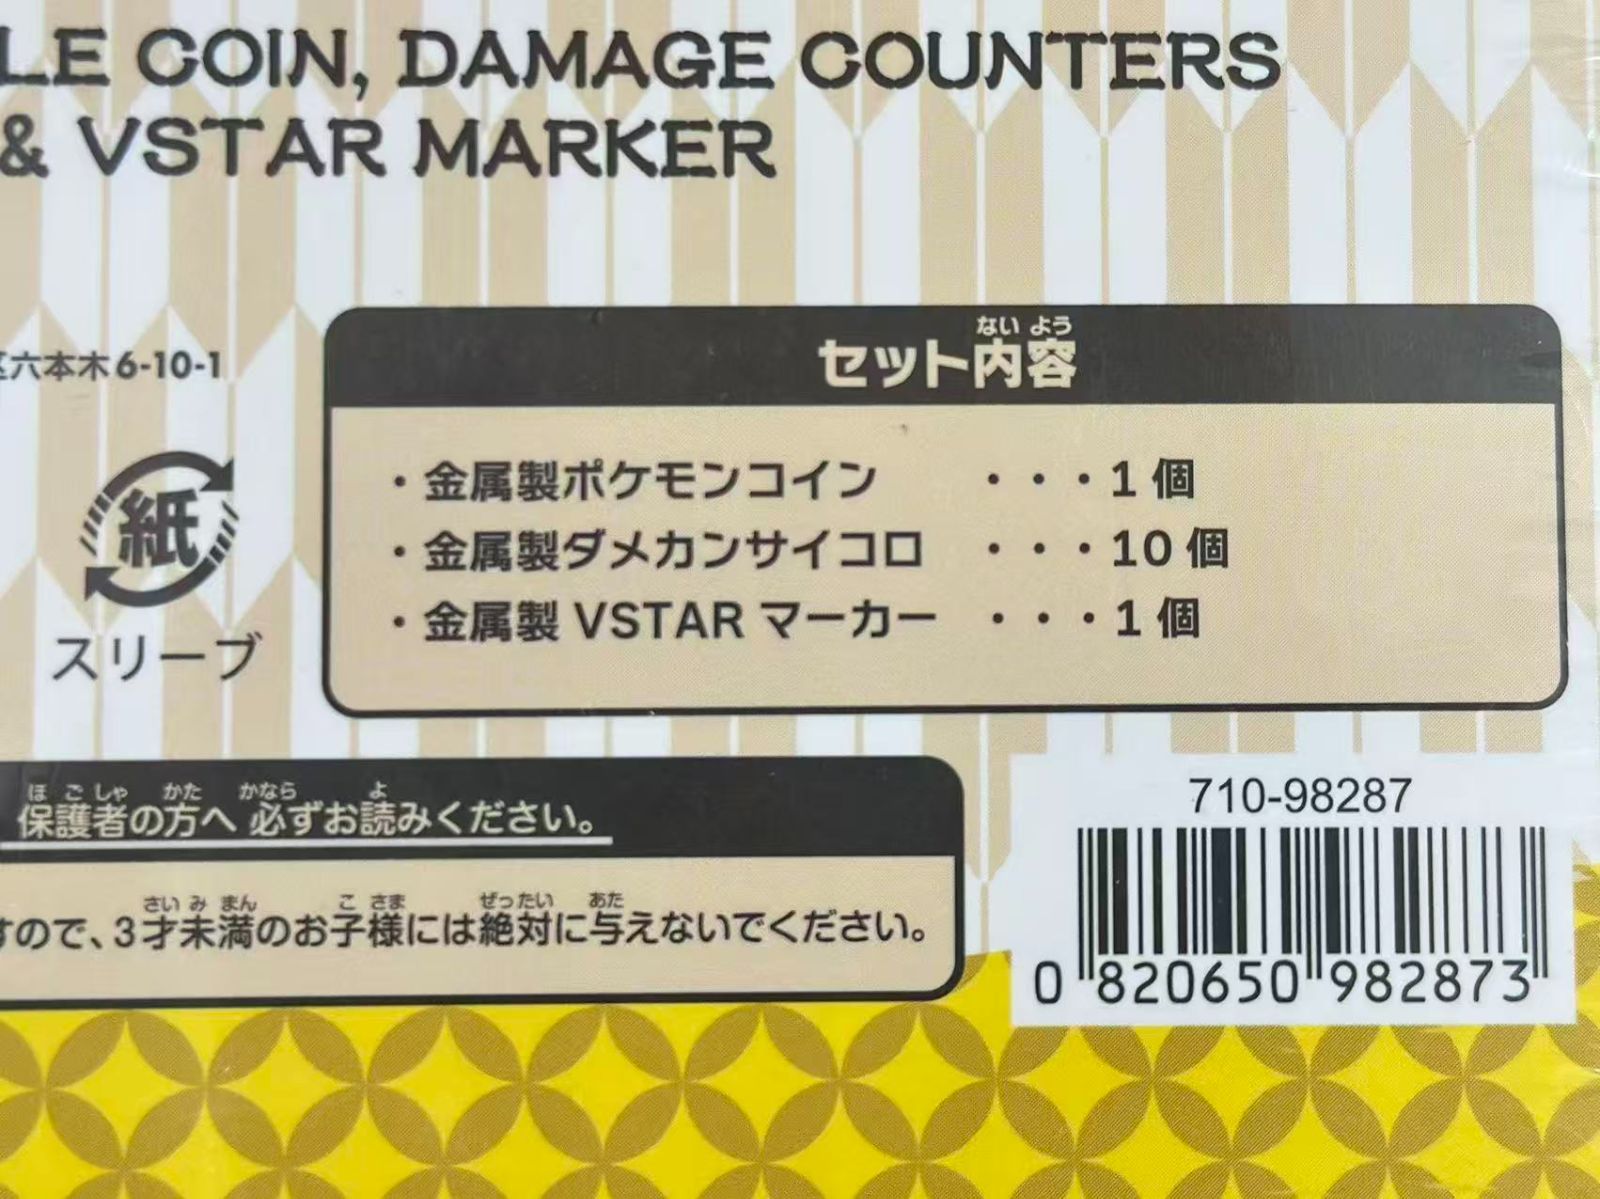 LE COIN, DAMAGE COUNTERS
& VSTAR MARKER
六本木6-10-1
紙
スリーブ
ないよう
セット内容
・金属製ポケモンコイン ・・・1個
・金属製ダメカンサイコロ ・・・10個
・金属製 VSTAR マーカー ・・・1個
ほごしゃ かた かなら よ
保護者の方へ 必ずお読みください。
さい み まん こ さま ぜったい あた
すので、3才未満のお子様には絶対に与えないでください。
710-98287
0 820650 982873